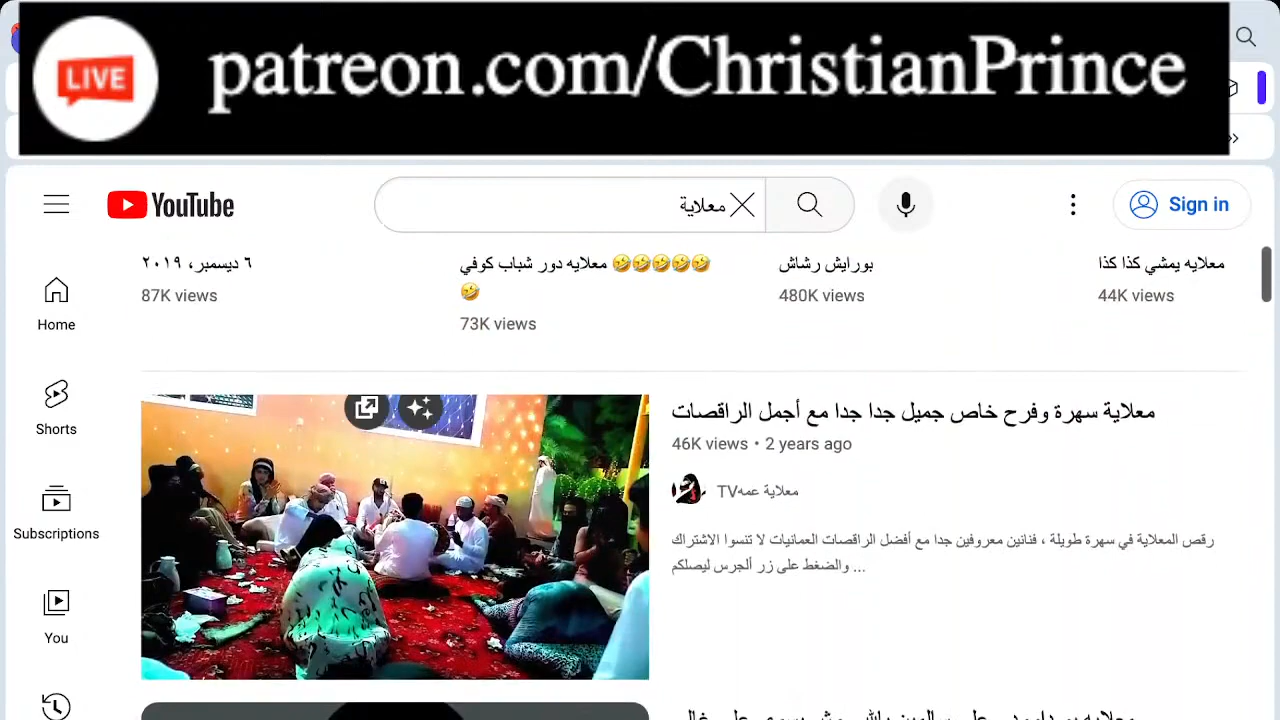 LIVE
patreon.com/ChristianPrince
YouTube
معلاية
Sign in
٦ ديسمبر، ٢٠١٩
87K views
معلايه دور شباب كوفي 🤣🤣🤣🤣🤣
🤣
73K views
بورايش رشاش
480K views
معلايه يمشي كذا كذا
44K views
Home
Shorts
Subscriptions
You
معلاية سهرة وفرح خاص جميل جدا جدا مع أجمل الراقصات
46K views • 2 years ago
معلاية عمهTV
رقص المعلاية في سهرة طويلة ، فنانين معروفين جدا مع أفضل الراقصات العمانيات لا تنسوا الاشتراك
والضغط على زر ألجرس ليصلكم ...